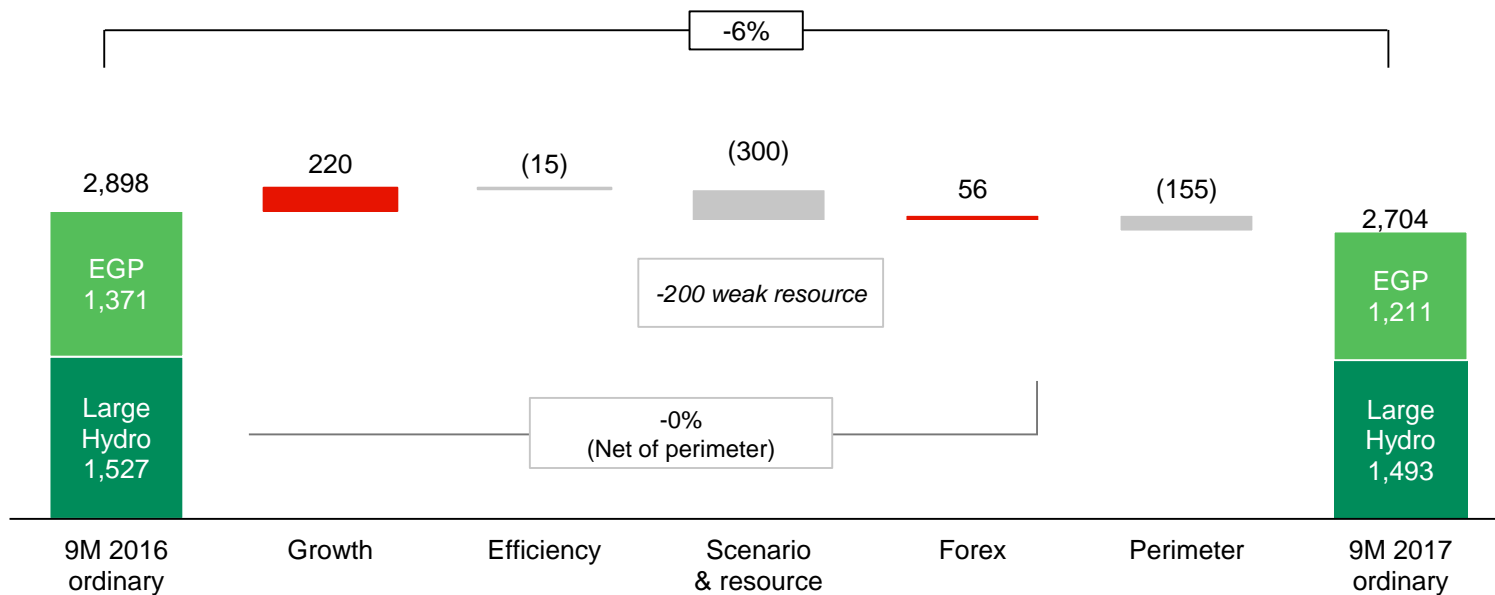 -6%
2,898
220
(15)
(300)
56
(155)
2,704
EGP
1,371
-200 weak resource
EGP
1,211
Large
Hydro
1,527
-0%
(Net of perimeter)
Large
Hydro
1,493
9M 2016
ordinary
Growth
Efficiency
Scenario
& resource
Forex
Perimeter
9M 2017
ordinary